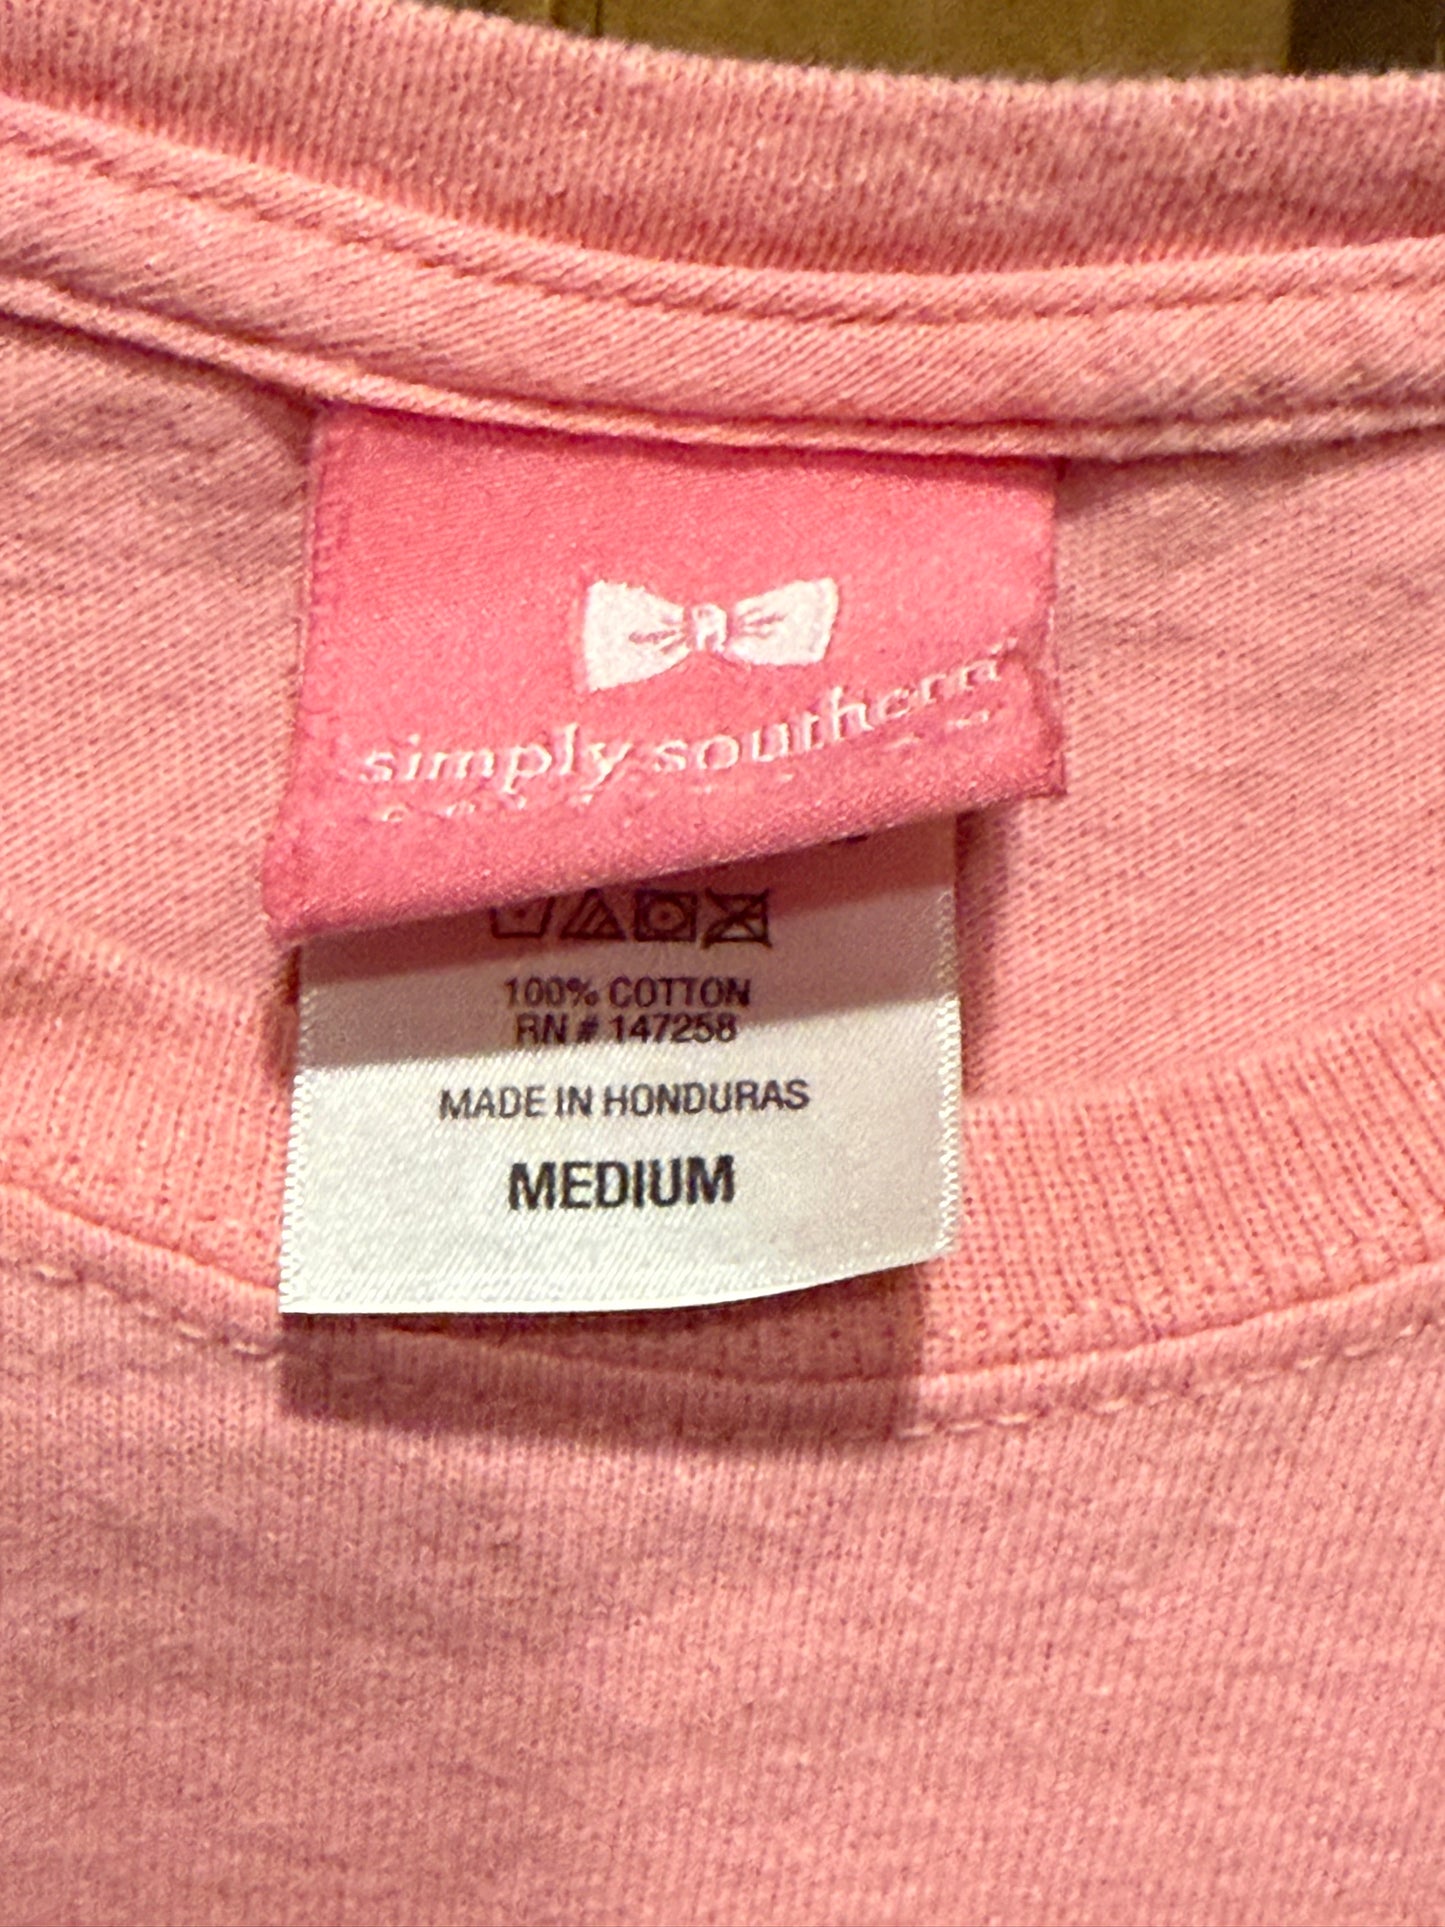 simply southern
100% COTTON
RN # 147258
MADE IN HONDURAS
MEDIUM